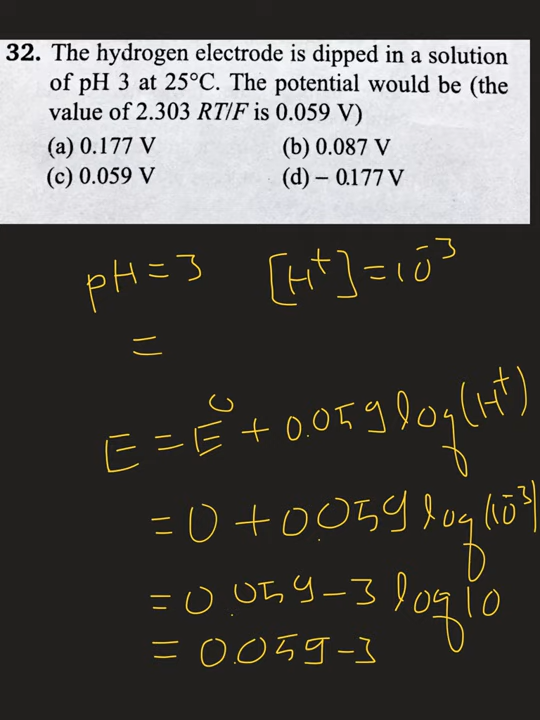 32. The hydrogen electrode is dipped in a solution
of pH 3 at 25°C. The potential would be (the
value of 2.303 RT/F is 0.059 V)
(a) 0.177 V (b) 0.087 V
(c) 0.059 V (d) – 0.177 V
pH = 3 [H⁺] = 10⁻³
=
E = E⁰ + 0.059 log (H⁺)
= 0 + 0.059 log (10⁻³)
= 0.059 – 3 log 10
= 0.059 – 3